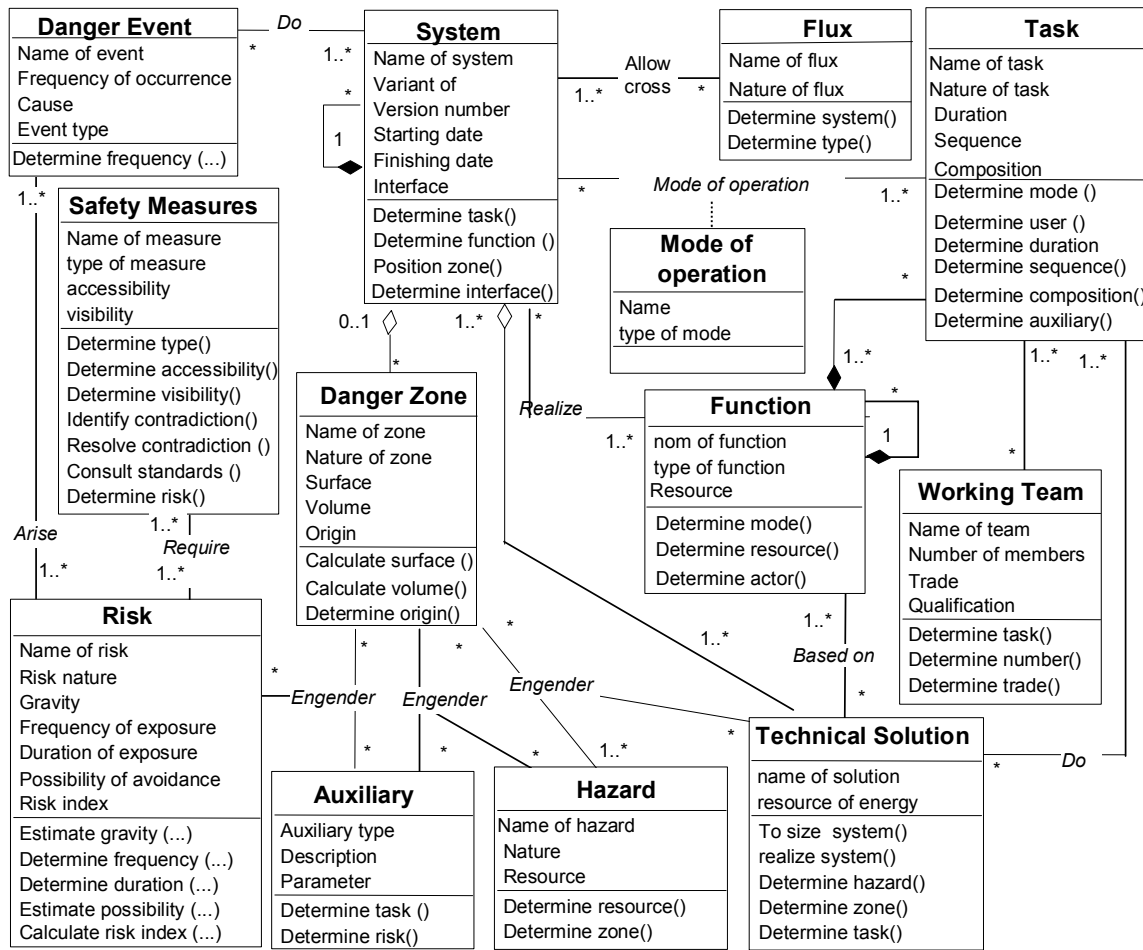 Danger Event
Name of event
Frequency of occurrence
Cause
Event type
Determine frequency (...)
Do
*
1..*
System
Name of system
Variant of
Version number
Starting date
Finishing date
Interface
Determine task()
Determine function ()
Position zone()
Determine interface()
*
1
Allow
cross
1..*
*
Flux
Name of flux
Nature of flux
Determine system()
Determine type()
Task
Name of task
Nature of task
Duration
Sequence
Composition
Determine mode ()
Determine user ()
Determine duration
Determine sequence()
Determine composition()
Determine auxiliary()
*
Mode of operation
1..*
Mode of
operation
Name
type of mode
1..*
Safety Measures
Name of measure
type of measure
accessibility
visibility
Determine type()
Determine accessibility()
Determine visibility()
Identify contradiction()
Resolve contradiction ()
Consult standards ()
Determine risk()
0..1
*
1..*
*
Danger Zone
Name of zone
Nature of zone
Surface
Volume
Origin
Calculate surface ()
Calculate volume()
Determine origin()
Realize
1..*
*
1..*
Function
nom of function
type of function
Resource
Determine mode()
Determine resource()
Determine actor()
*
1
1..*
1..*
*
Working Team
Name of team
Number of members
Trade
Qualification
Determine task()
Determine number()
Determine trade()
Arise
1..*
1..*
Require
1..*
Risk
Name of risk
Risk nature
Gravity
Frequency of exposure
Duration of exposure
Possibility of avoidance
Risk index
Estimate gravity (...)
Determine frequency (...)
Determine duration (...)
Estimate possibility (...)
Calculate risk index (...)
*
Engender
*
*
Engender
*
*
Engender
1..*
1..*
Based on
*
*
*
*
1..*
*
Auxiliary
Auxiliary type
Description
Parameter
Determine task ()
Determine risk()
Hazard
Name of hazard
Nature
Resource
Determine resource()
Determine zone()
Technical Solution
name of solution
resource of energy
To size system()
realize system()
Determine hazard()
Determine zone()
Determine task()
*
Do